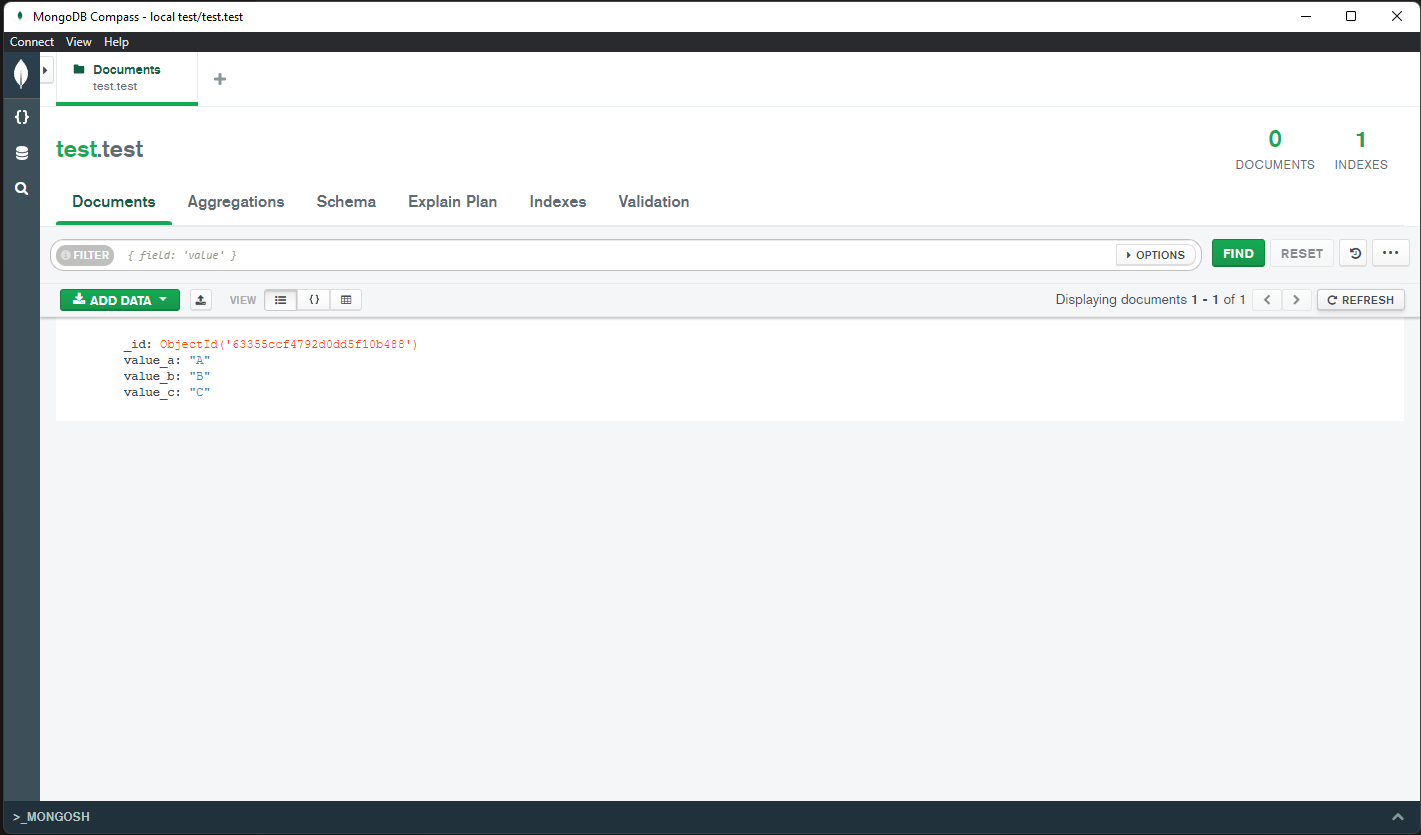 MongoDB Compass - local test/test.test
Connect View Help
Documents
test.test
test.test
0
DOCUMENTS
1
INDEXES
Documents Aggregations Schema Explain Plan Indexes Validation
FILTER { field: 'value' } OPTIONS FIND RESET
ADD DATA VIEW {} Displaying documents 1 - 1 of 1 REFRESH
_id: ObjectId('63355ccf4792d0dd5f10b488')
value_a: "A"
value_b: "B"
value_c: "C"
>_MONGOSH